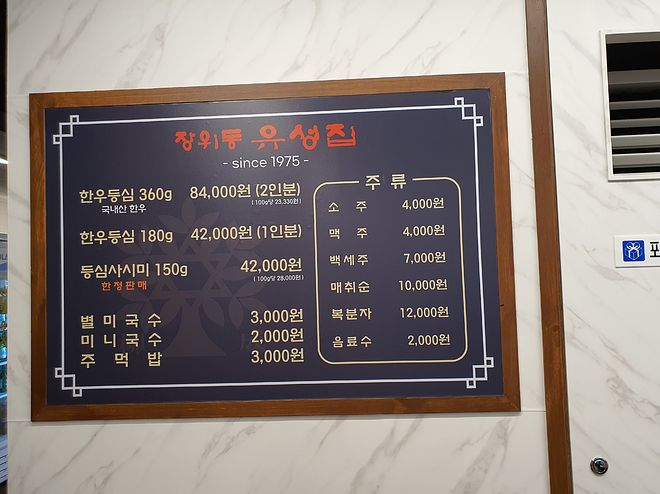 장위동 유성집
- since 1975 -
한우등심 360g 84,000원 (2인분)
국내산 한우 (100g당 23,330원)
한우등심 180g 42,000원 (1인분)
등심사시미 150g 42,000원
한정판매 (100g당 28,000원)
별미국수 3,000원
미니국수 2,000원
주먹밥 3,000원
주류
소주 4,000원
맥주 4,000원
백세주 7,000원
매취순 10,000원
복분자 12,000원
음료수 2,000원
포